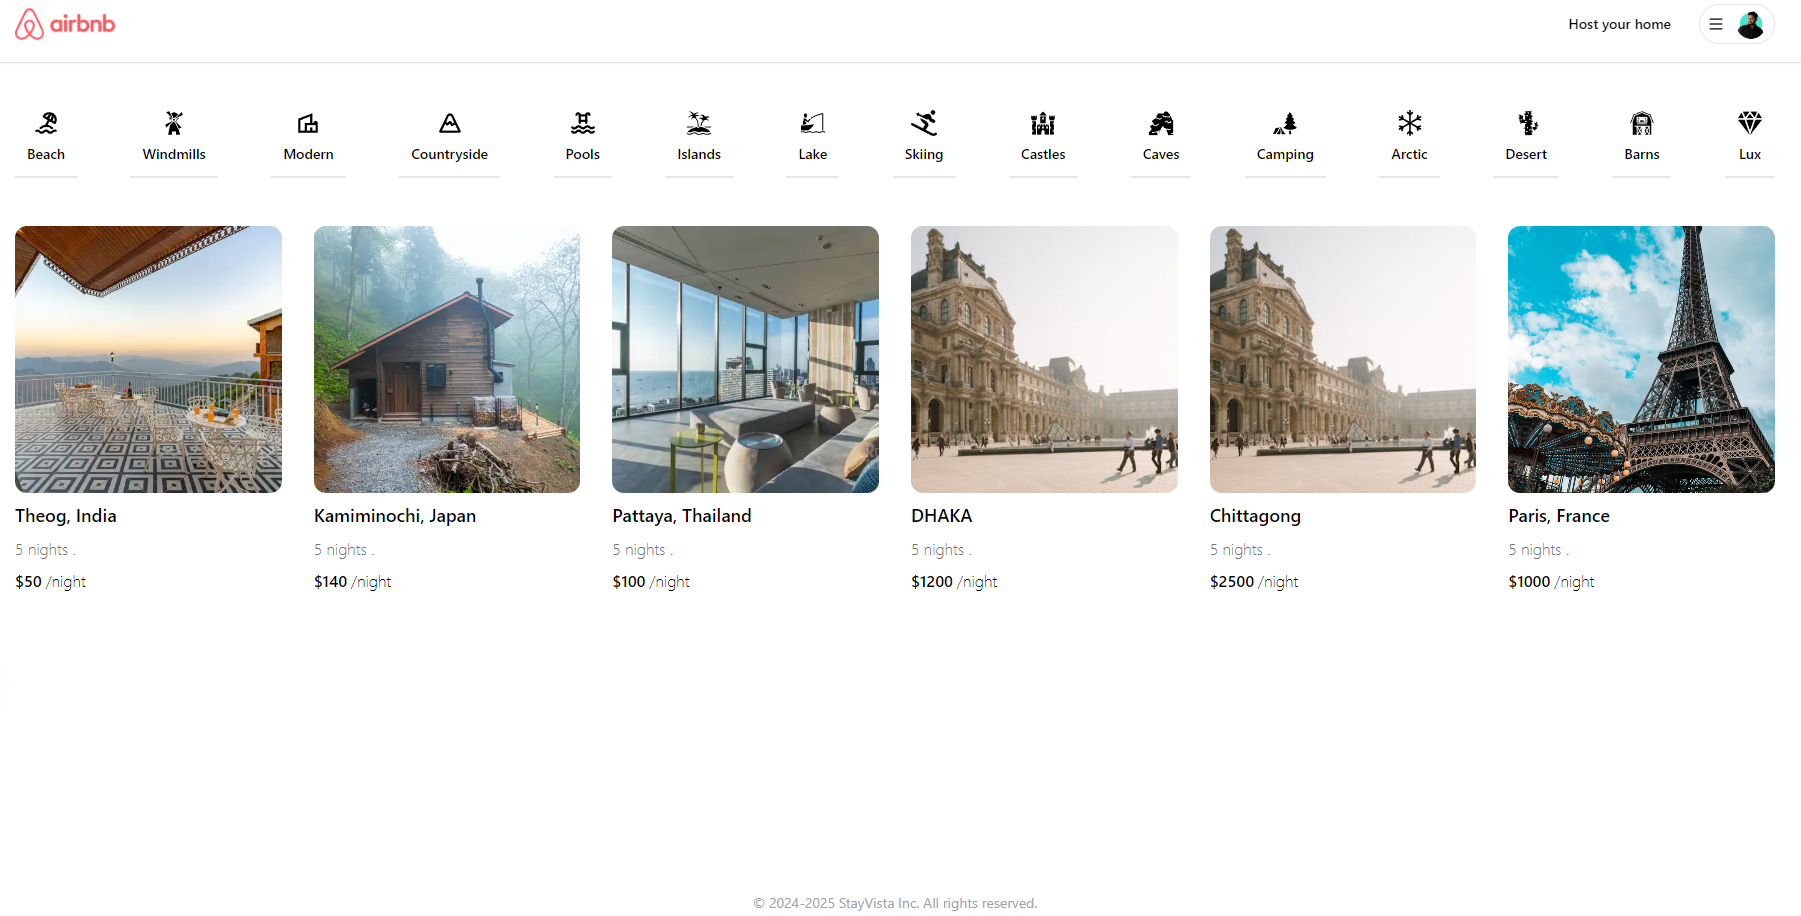 airbnb
Host your home
Beach Windmills Modern Countryside Pools Islands Lake Skiing Castles Caves Camping Arctic Desert Barns Lux
Theog, India
5 nights .
$50 /night
Kamiminochi, Japan
5 nights .
$140 /night
Pattaya, Thailand
5 nights .
$100 /night
DHAKA
5 nights .
$1200 /night
Chittagong
5 nights .
$2500 /night
Paris, France
5 nights .
$1000 /night
© 2024-2025 StayVista Inc. All rights reserved.